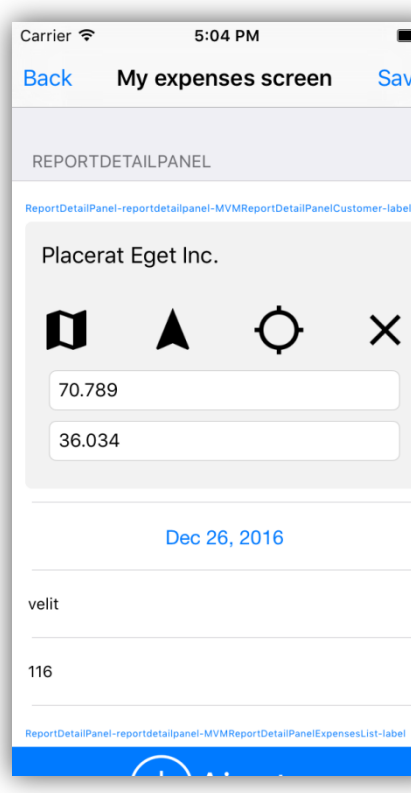 Carrier 5:04 PM
Back My expenses screen Sav
REPORTDETAILPANEL
ReportDetailPanel-reportdetailpanel-MVMReportDetailPanelCustomer-label
Placerat Eget Inc.
70.789
36.034
Dec 26, 2016
velit
116
ReportDetailPanel-reportdetailpanel-MVMReportDetailPanelExpensesList-label